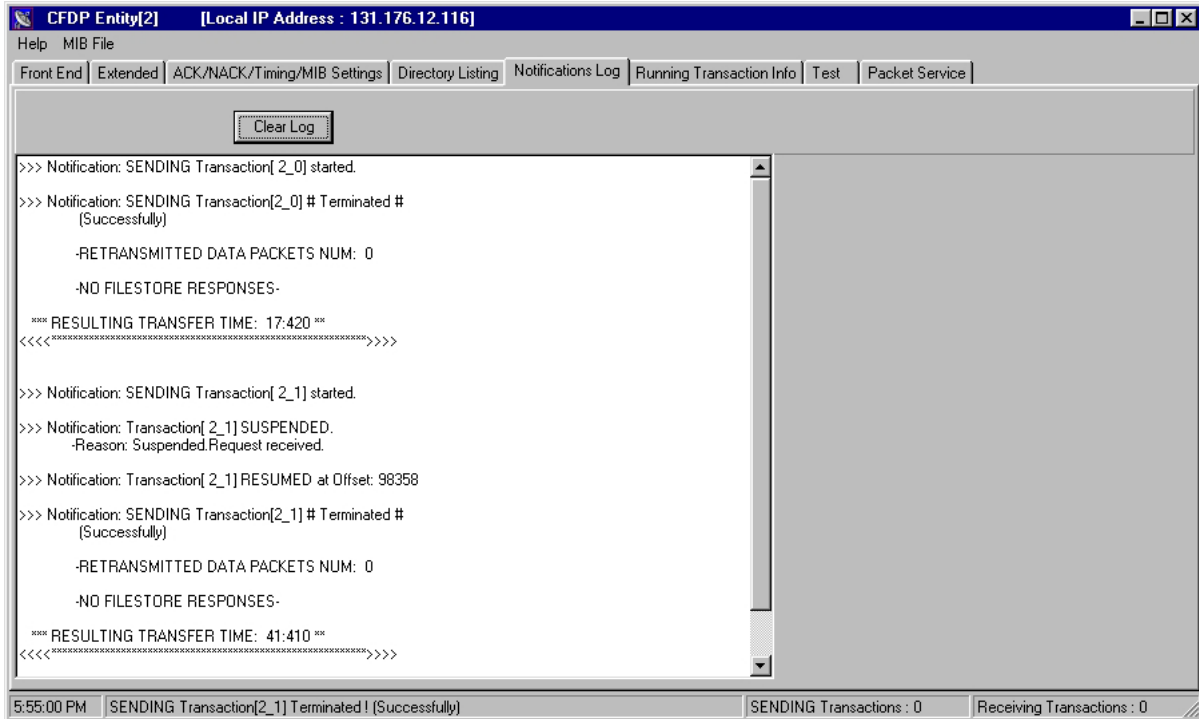 CFDP Entity[2] [Local IP Address : 131.176.12.116]
Help MIB File
Front End Extended ACK/NACK/Timing/MIB Settings Directory Listing Notifications Log Running Transaction Info Test Packet Service
Clear Log
>>> Notification: SENDING Transaction[ 2_0] started.
>>> Notification: SENDING Transaction[2_0] # Terminated #
(Successfully)
-RETRANSMITTED DATA PACKETS NUM: 0
-NO FILESTORE RESPONSES-
*** RESULTING TRANSFER TIME: 17:420 **
<<<<*************************************************************>>>>
>>> Notification: SENDING Transaction[ 2_1] started.
>>> Notification: Transaction[ 2_1] SUSPENDED.
-Reason: Suspended.Request received.
>>> Notification: Transaction[ 2_1] RESUMED at Offset: 98358
>>> Notification: SENDING Transaction[2_1] # Terminated #
(Successfully)
-RETRANSMITTED DATA PACKETS NUM: 0
-NO FILESTORE RESPONSES-
*** RESULTING TRANSFER TIME: 41:410 **
<<<<*************************************************************>>>>
5:55:00 PM SENDING Transaction[2_1] Terminated ! (Successfully) SENDING Transactions : 0 Receiving Transactions : 0